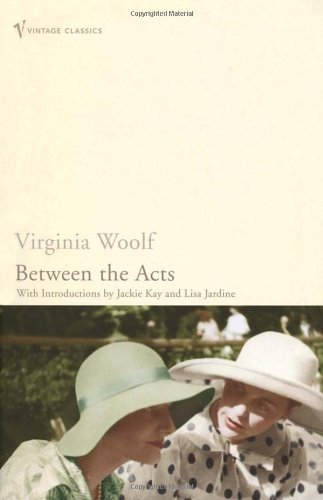 VINTAGE CLASSICS
Virginia Woolf
Between the Acts
With Introductions by Jackie Kay and Lisa Jardine